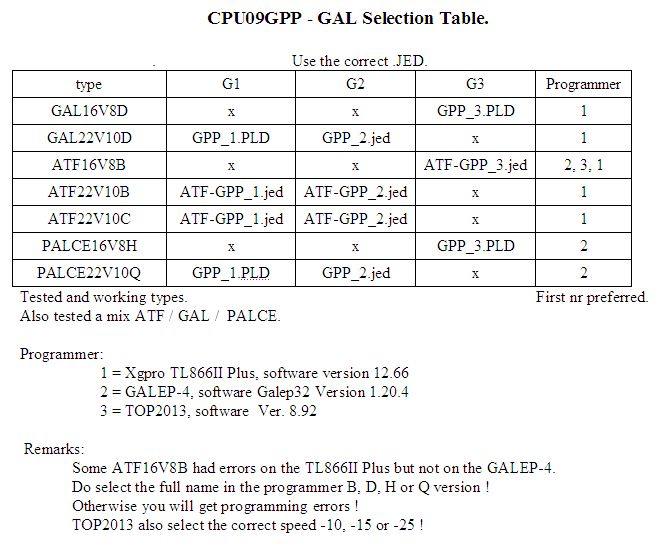 CPU09GPP - GAL Selection Table.
. Use the correct .JED.
type G1 G2 G3 Programmer
GAL16V8D x x GPP_3.PLD 1
GAL22V10D GPP_1.PLD GPP_2.jed x 1
ATF16V8B x x ATF-GPP_3.jed 2, 3, 1
ATF22V10B ATF-GPP_1.jed ATF-GPP_2.jed x 1
ATF22V10C ATF-GPP_1.jed ATF-GPP_2.jed x 1
PALCE16V8H x x GPP_3.PLD 2
PALCE22V10Q GPP_1.PLD GPP_2.jed x 2
Tested and working types. First nr preferred.
Also tested a mix ATF / GAL / PALCE.
Programmer:
1 = Xgpro TL866II Plus, software version 12.66
2 = GALEP-4, software Galep32 Version 1.20.4
3 = TOP2013, software Ver. 8.92
Remarks:
Some ATF16V8B had errors on the TL866II Plus but not on the GALEP-4.
Do select the full name in the programmer B, D, H or Q version !
Otherwise you will get programming errors !
TOP2013 also select the correct speed -10, -15 or -25 !